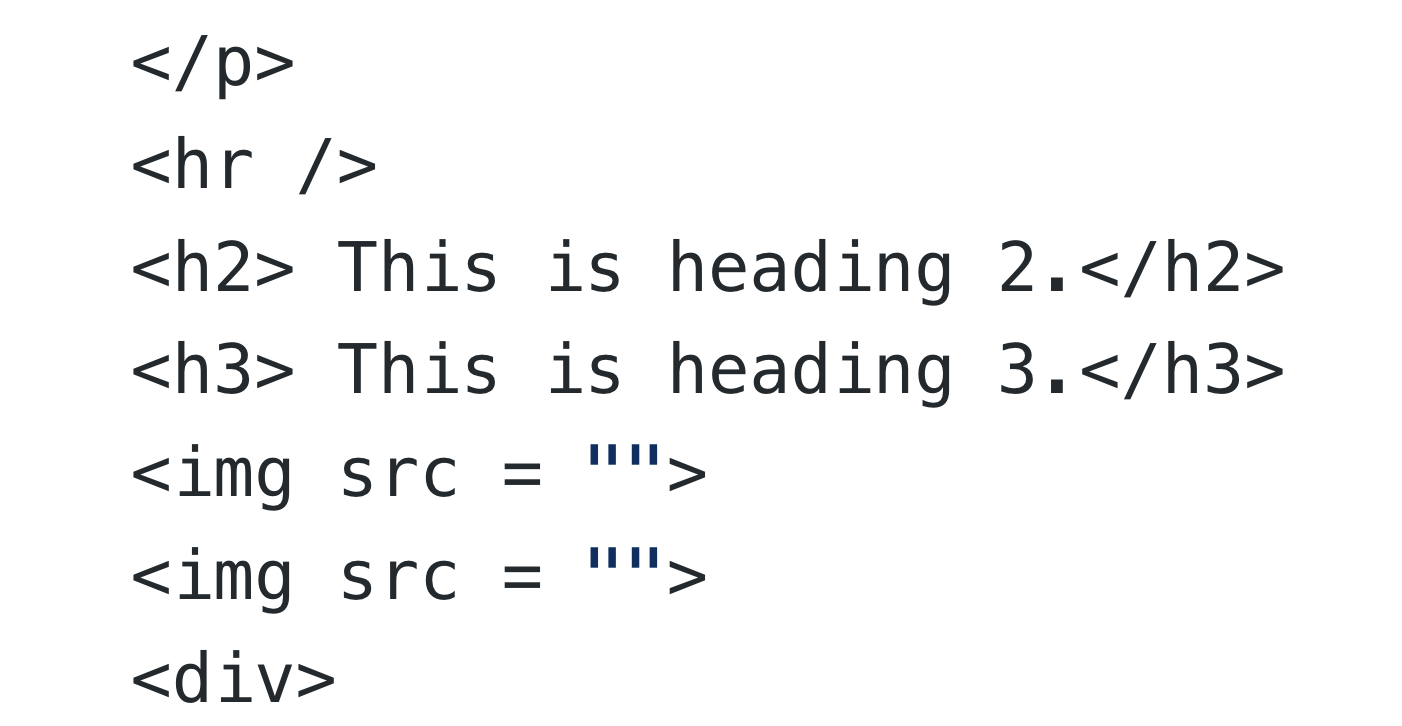 </p>
<hr />
<h2> This is heading 2.</h2>
<h3> This is heading 3.</h3>
<img src = "">
<img src = "">
<div>